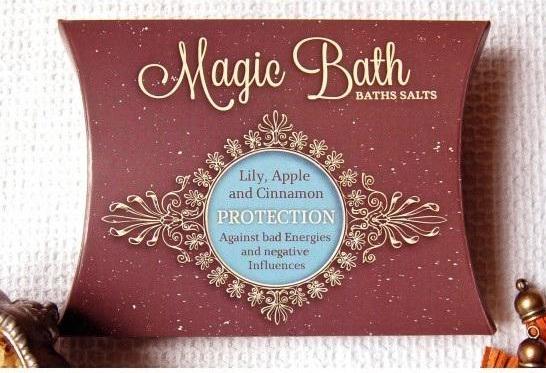 Magic Bath
BATHS SALTS
Lily, Apple
and Cinnamon
PROTECTION
Against bad Energies
and negative
Influences